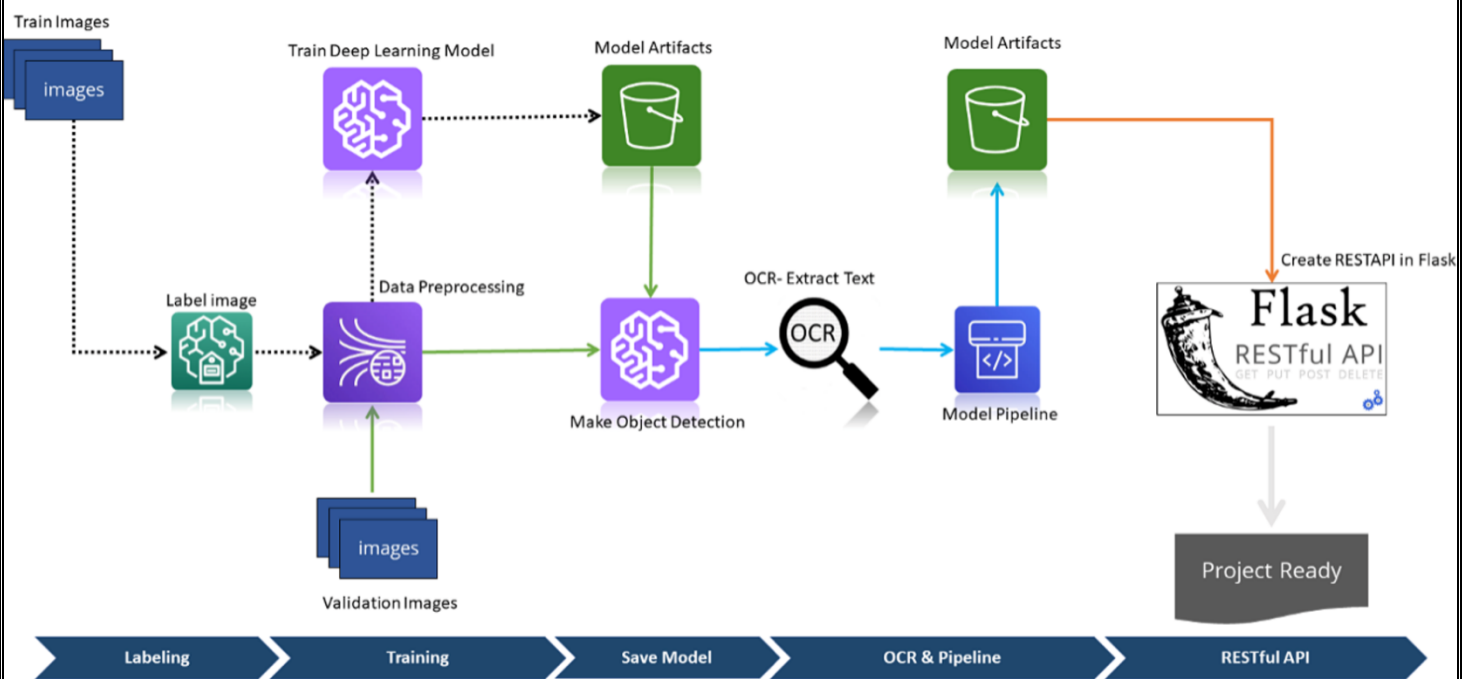 Train Images
images
Train Deep Learning Model
Model Artifacts
Model Artifacts
Label image
Data Preprocessing
OCR- Extract Text
OCR
Make Object Detection
</>
Model Pipeline
Create RESTAPI in Flask
Flask
RESTful API
GET PUT POST DELETE
images
Validation Images
Project Ready
Labeling
Training
Save Model
OCR & Pipeline
RESTful API